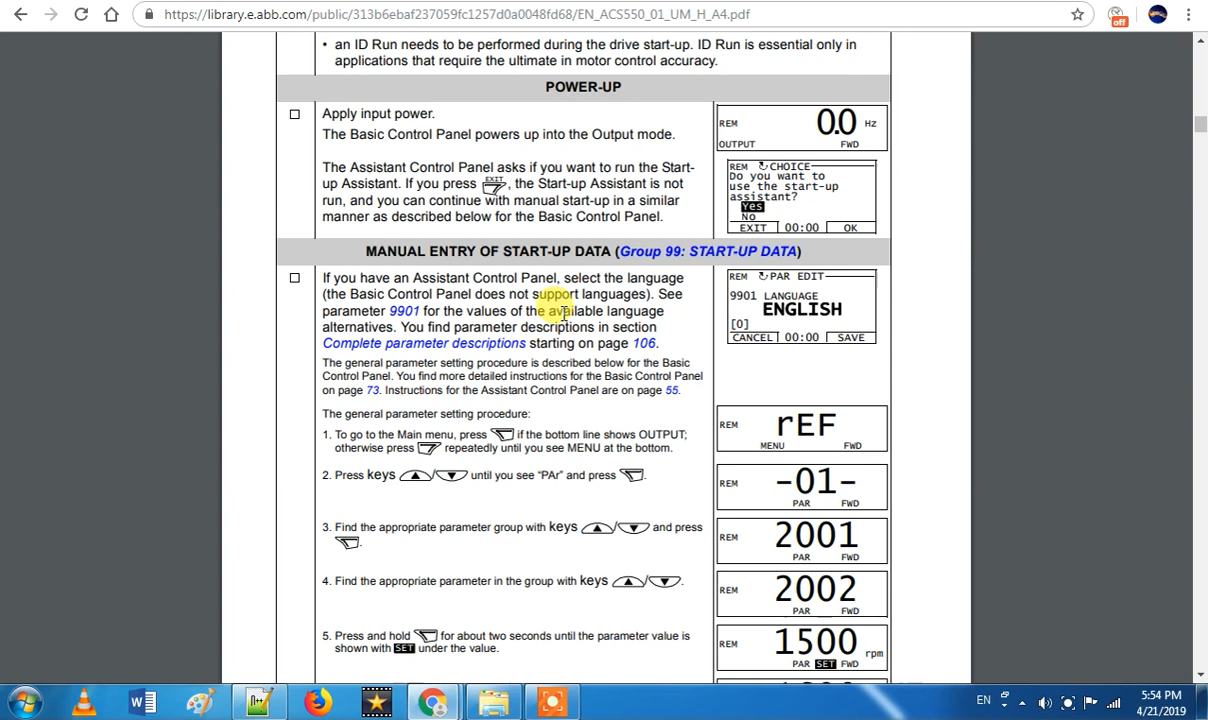 https://library.e.abb.com/public/313b6ebaf237059fc1257d0a0048fd68/EN_ACS550_01_UM_H_A4.pdf
off
• an ID Run needs to be performed during the drive start-up. ID Run is essential only in
applications that require the ultimate in motor control accuracy.
POWER-UP
Apply input power.
The Basic Control Panel powers up into the Output mode.
REM 0.0 Hz
OUTPUT FWD
The Assistant Control Panel asks if you want to run the Start-
up Assistant. If you press EXIT, the Start-up Assistant is not
run, and you can continue with manual start-up in a similar
manner as described below for the Basic Control Panel.
REM ↻CHOICE
Do you want to
use the start-up
assistant?
Yes
No
EXIT 00:00 OK
MANUAL ENTRY OF START-UP DATA (Group 99: START-UP DATA)
If you have an Assistant Control Panel, select the language
(the Basic Control Panel does not support languages). See
parameter 9901 for the values of the available language
alternatives. You find parameter descriptions in section
Complete parameter descriptions starting on page 106.
REM ↻PAR EDIT
9901 LANGUAGE
ENGLISH
[0]
CANCEL 00:00 SAVE
The general parameter setting procedure is described below for the Basic
Control Panel. You find more detailed instructions for the Basic Control Panel
on page 73. Instructions for the Assistant Control Panel are on page 55.
The general parameter setting procedure:
1. To go to the Main menu, press if the bottom line shows OUTPUT;
otherwise press repeatedly until you see MENU at the bottom.
REM rEF
MENU FWD
2. Press keys / until you see “PAr” and press .
REM -01-
PAR FWD
3. Find the appropriate parameter group with keys / and press
.
REM 2001
PAR FWD
4. Find the appropriate parameter in the group with keys / .
REM 2002
PAR FWD
5. Press and hold for about two seconds until the parameter value is
shown with SET under the value.
REM 1500 rpm
PAR SET FWD
EN
5:54 PM
4/21/2019